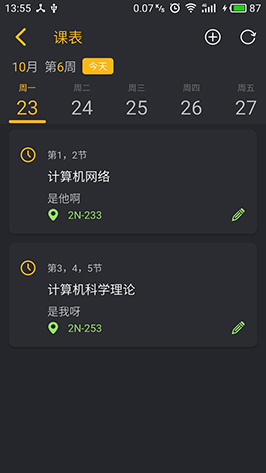 13:55
0.07 K/s
87
课表
10月 第6周 今天
周一 周二 周三 周四 周五
23 24 25 26 27
第1，2节
计算机网络
是他啊
2N-233
第3，4，5节
计算机科学理论
是我呀
2N-253